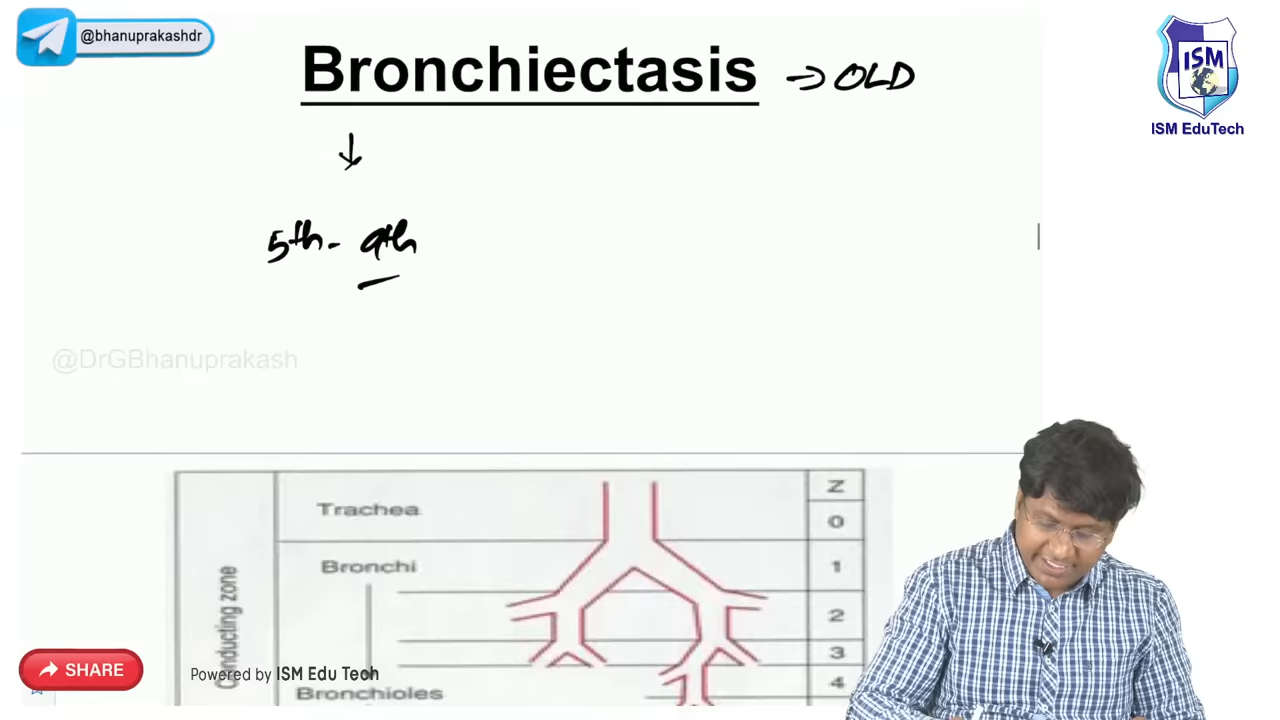 @bhanuprakashdr
Bronchiectasis → OLD
ISM
ISM EduTech
↓
5th - 9th
@DrGBhanuprakash
Conducting zone
Trachea
Z
0
Bronchi
1
2
3
Bronchioles
4
SHARE
Powered by ISM Edu Tech